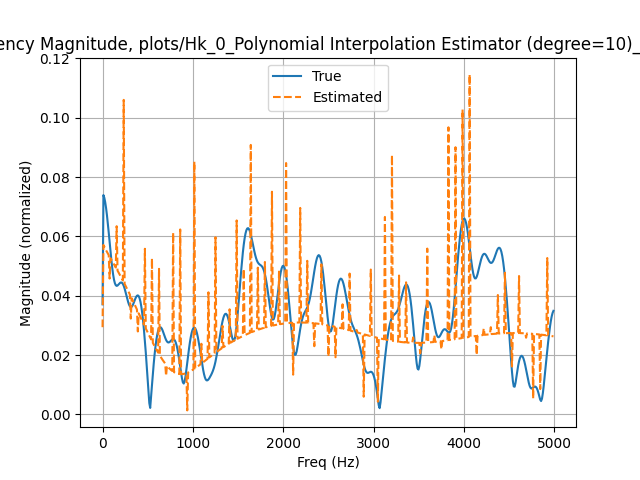 ency Magnitude, plots/Hk_0_Polynomial Interpolation Estimator (degree=10)_
True
Estimated
Magnitude (normalized)
0.12
0.10
0.08
0.06
0.04
0.02
0.00
0 1000 2000 3000 4000 5000
Freq (Hz)